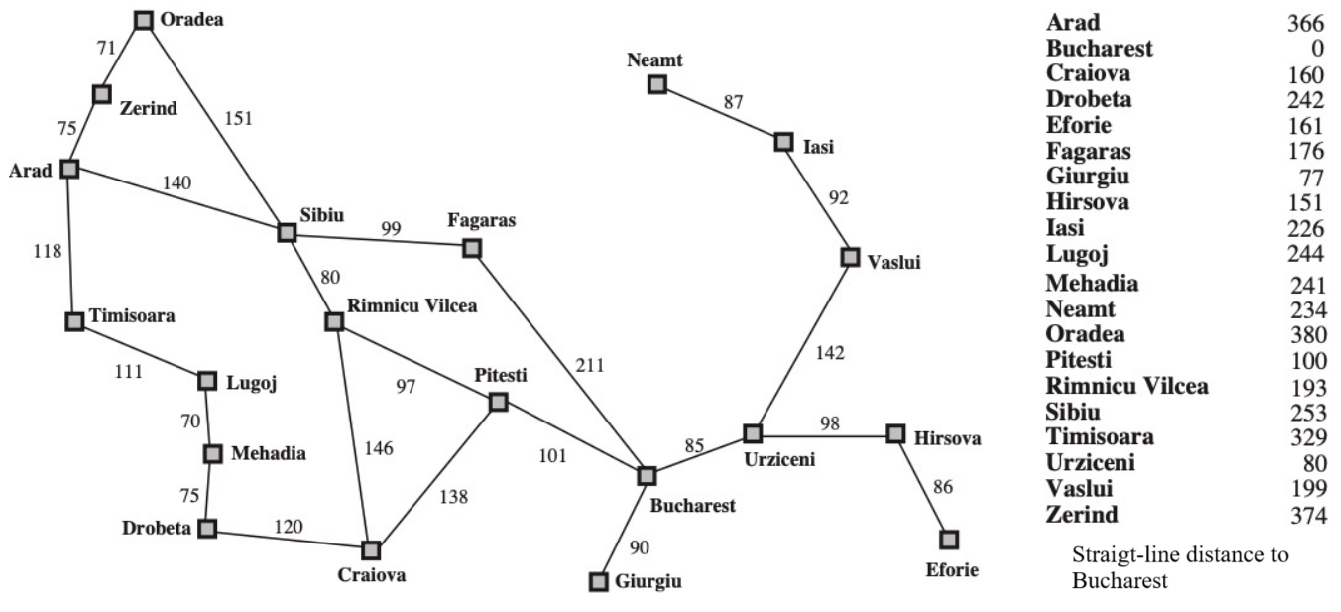 Oradea
71
Neamt
Zerind
87
151
75
Iasi
Arad
140
92
Sibiu
Fagaras
99
118
Vaslui
80
Timisoara
Rimnicu Vilcea
142
211
111
Lugoj
97
Pitesti
70
98
Hirsova
146
85
Mehadia
101
Urziceni
138
86
75
Bucharest
120
Drobeta
90
Craiova
Giurgiu
Eforie
Arad 366
Bucharest 0
Craiova 160
Drobeta 242
Eforie 161
Fagaras 176
Giurgiu 77
Hirsova 151
Iasi 226
Lugoj 244
Mehadia 241
Neamt 234
Oradea 380
Pitesti 100
Rimnicu Vilcea 193
Sibiu 253
Timisoara 329
Urziceni 80
Vaslui 199
Zerind 374
Straigt-line distance to
Bucharest